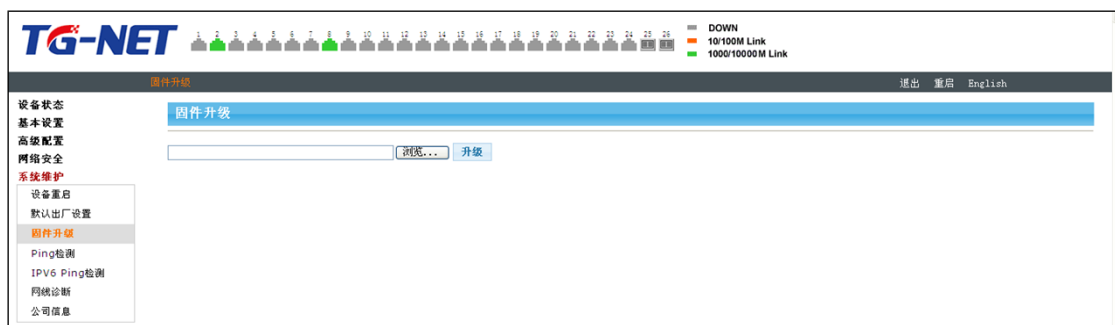 TG-NET
1 2 3 4 5 6 7 8 9 10 11 12 13 14 15 16 17 18 19 20 21 22 23 24 25 26
DOWN
10/100M Link
1000/10000M Link
固件升级
退出 重启 English
设备状态
基本设置
高级配置
网络安全
系统维护
设备重启
默认出厂设置
固件升级
Ping检测
IPV6 Ping检测
网线诊断
公司信息
固件升级
浏览... 升级